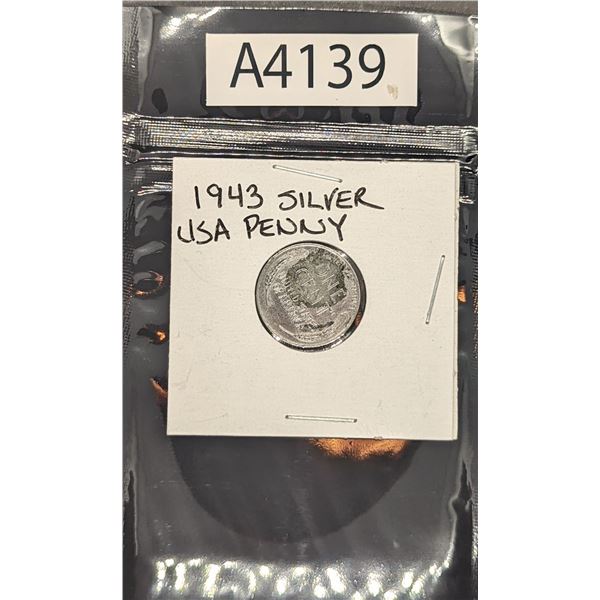 A4139
1943 SILVER
USA PENNY